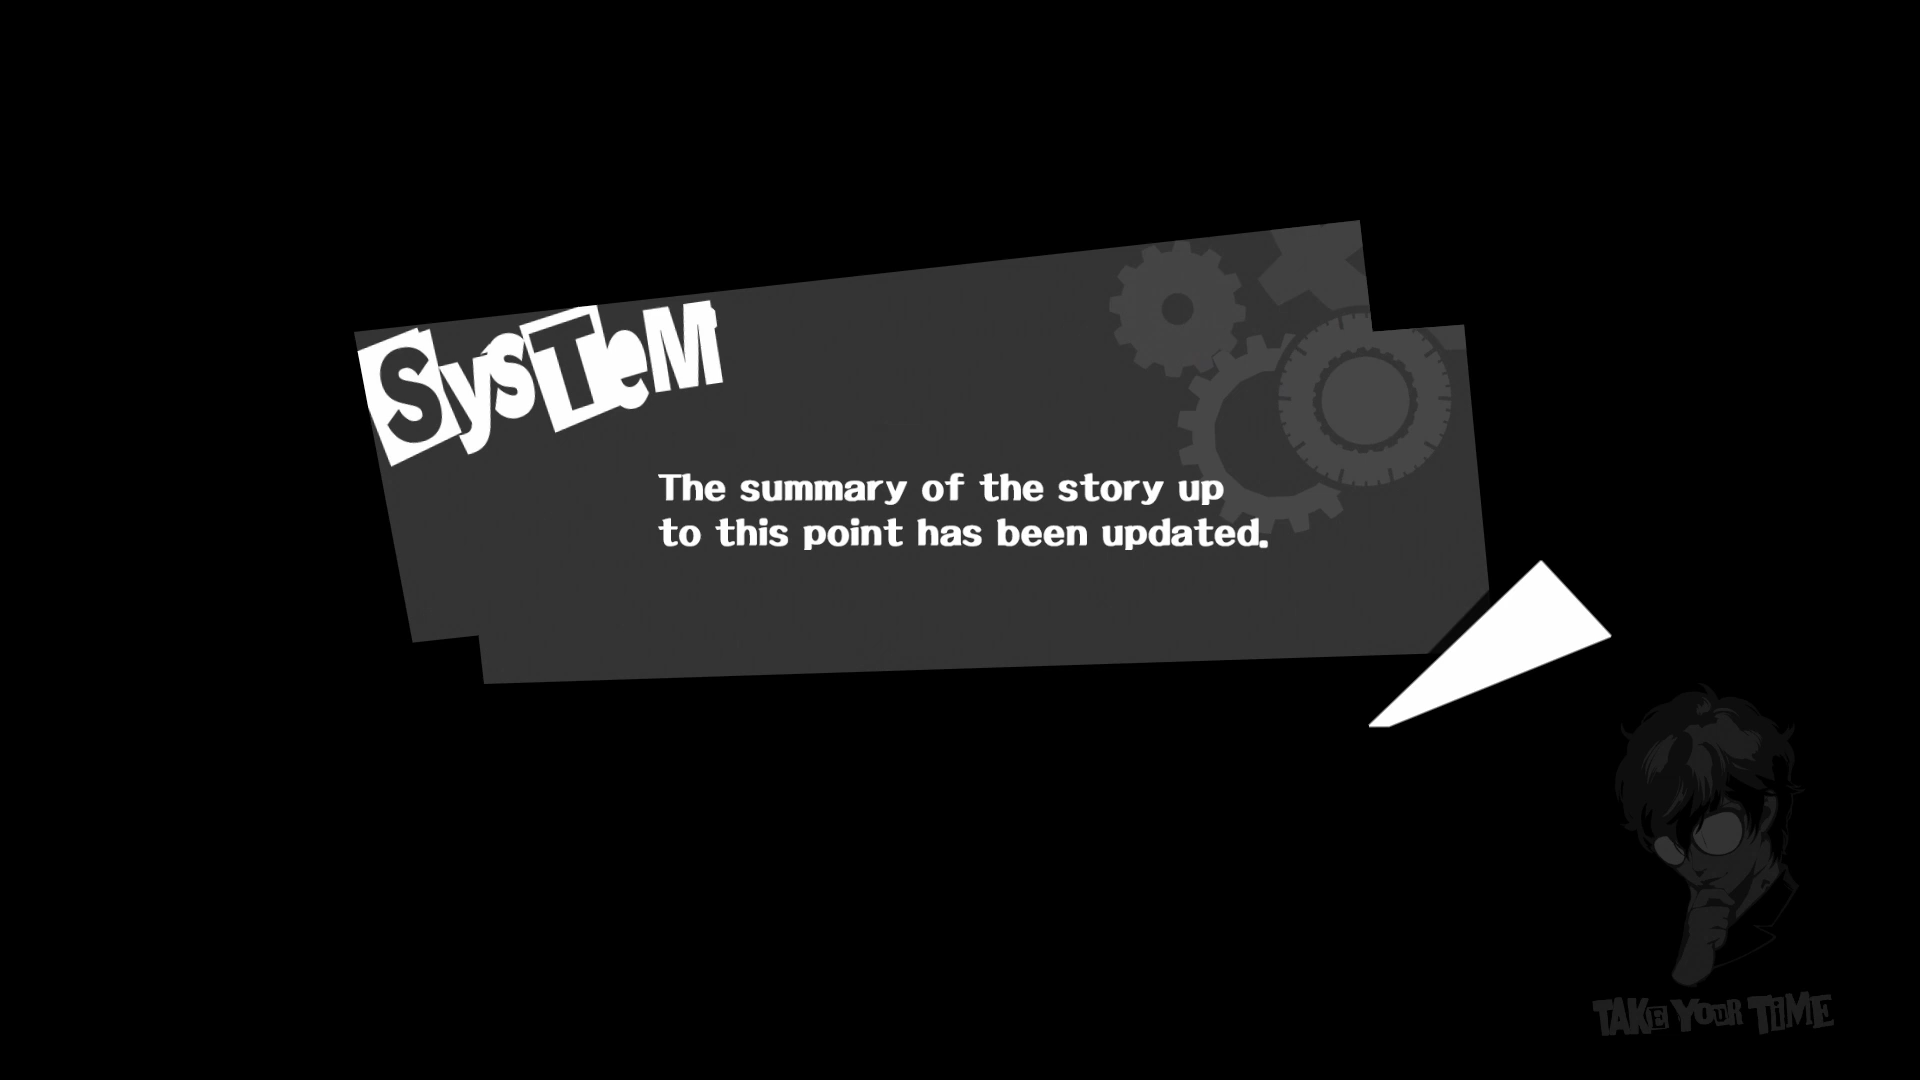 SysTeM
The summary of the story up
to this point has been updated.
TAKe YOuR TiME